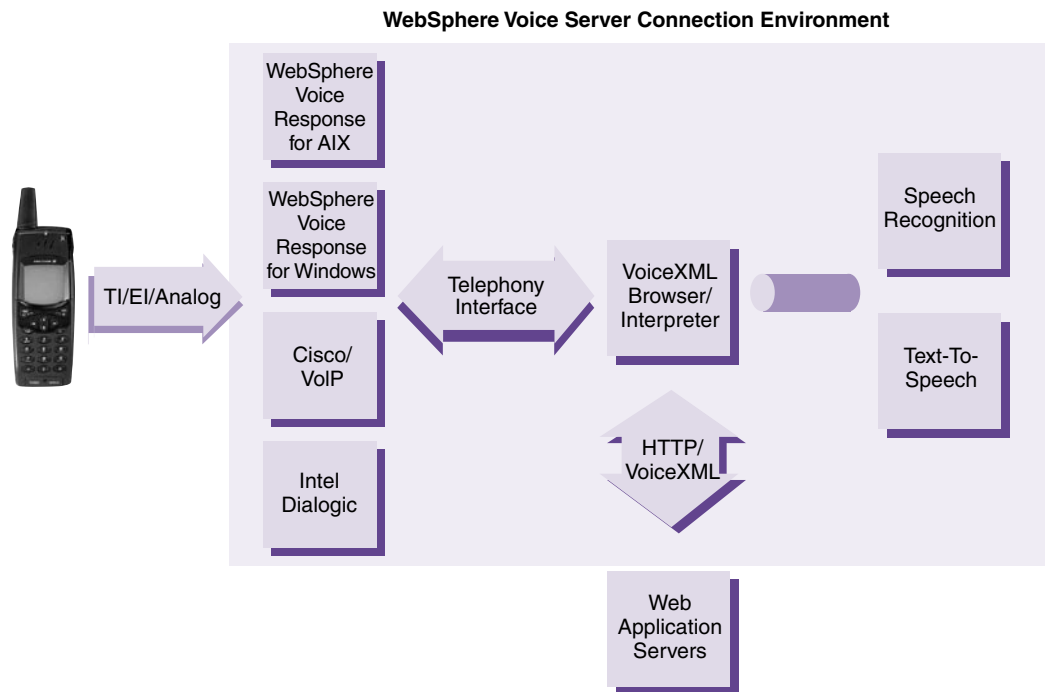 WebSphere Voice Server Connection Environment
WebSphere
Voice
Response
for AIX
WebSphere
Voice
Response
for Windows
Cisco/
VoIP
Intel
Dialogic
TI/EI/Analog
Telephony
Interface
VoiceXML
Browser/
Interpreter
Speech
Recognition
Text-To-
Speech
HTTP/
VoiceXML
Web
Application
Servers